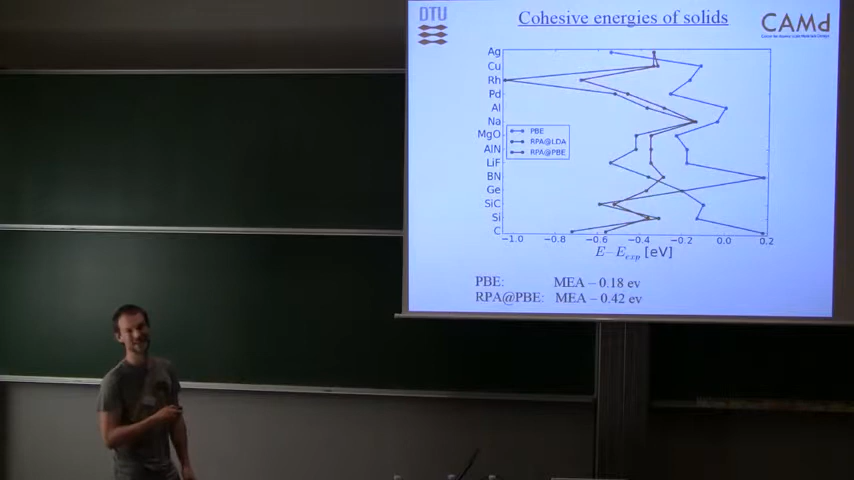 DTU
Cohesive energies of solids
CAMd
Ag
Cu
Rh
Pd
Al
Na
MgO
AlN
LiF
BN
Ge
SiC
Si
C
PBE
RPA@LDA
RPA@PBE
−1.0 −0.8 −0.6 −0.4 −0.2 0.0 0.2
E−E_exp [eV]
PBE: MEA – 0.18 ev
RPA@PBE: MEA – 0.42 ev